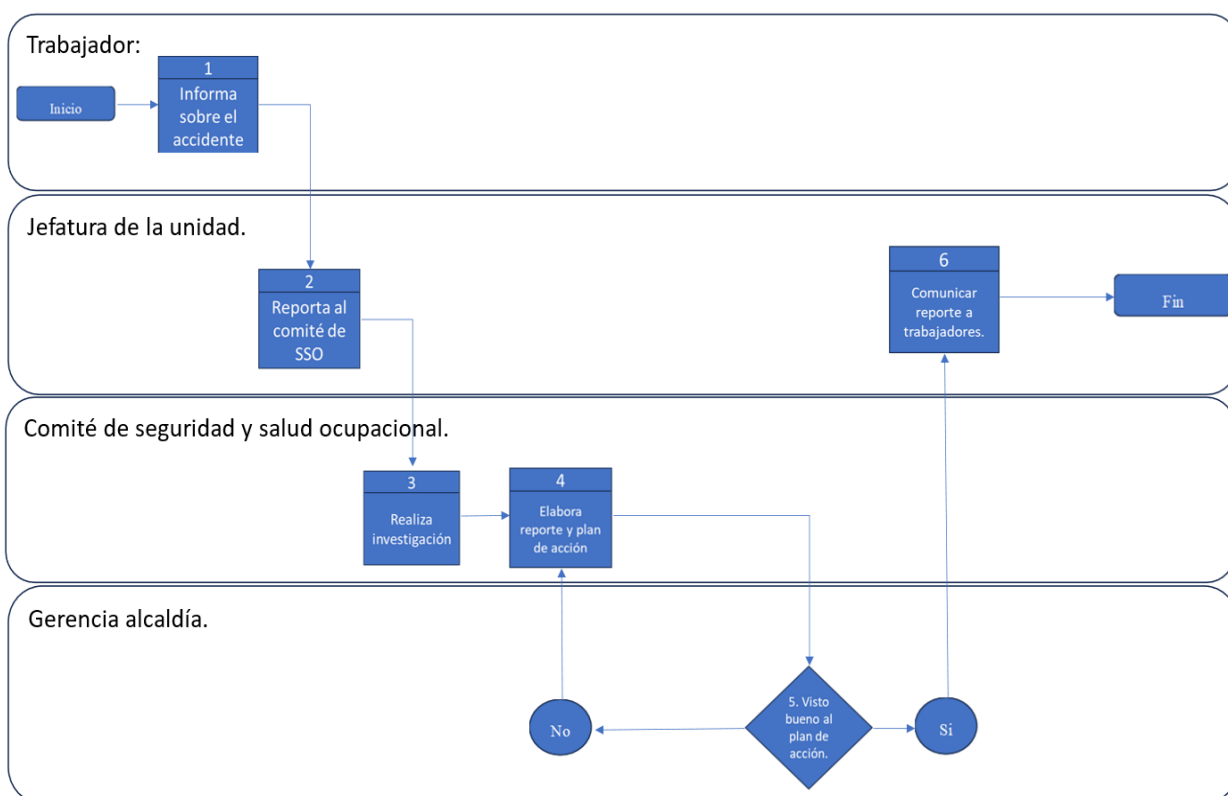 Trabajador:
Inicio
1
Informa
sobre el
accidente
Jefatura de la unidad.
2
Reporta al
comité de
SSO
6
Comunicar
reporte a
trabajadores.
Fin
Comité de seguridad y salud ocupacional.
3
Realiza
investigación
4
Elabora
reporte y plan
de acción
Gerencia alcaldía.
No
5. Visto
bueno al
plan de
acción.
Si